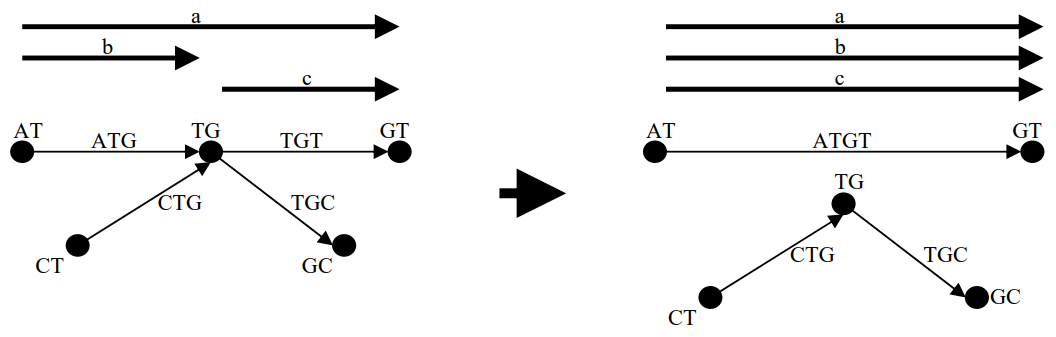 a a
b b
c c
AT ATG TG TGT GT AT ATGT GT
TG
CTG TGC
CT GC CTG TGC
CT GC